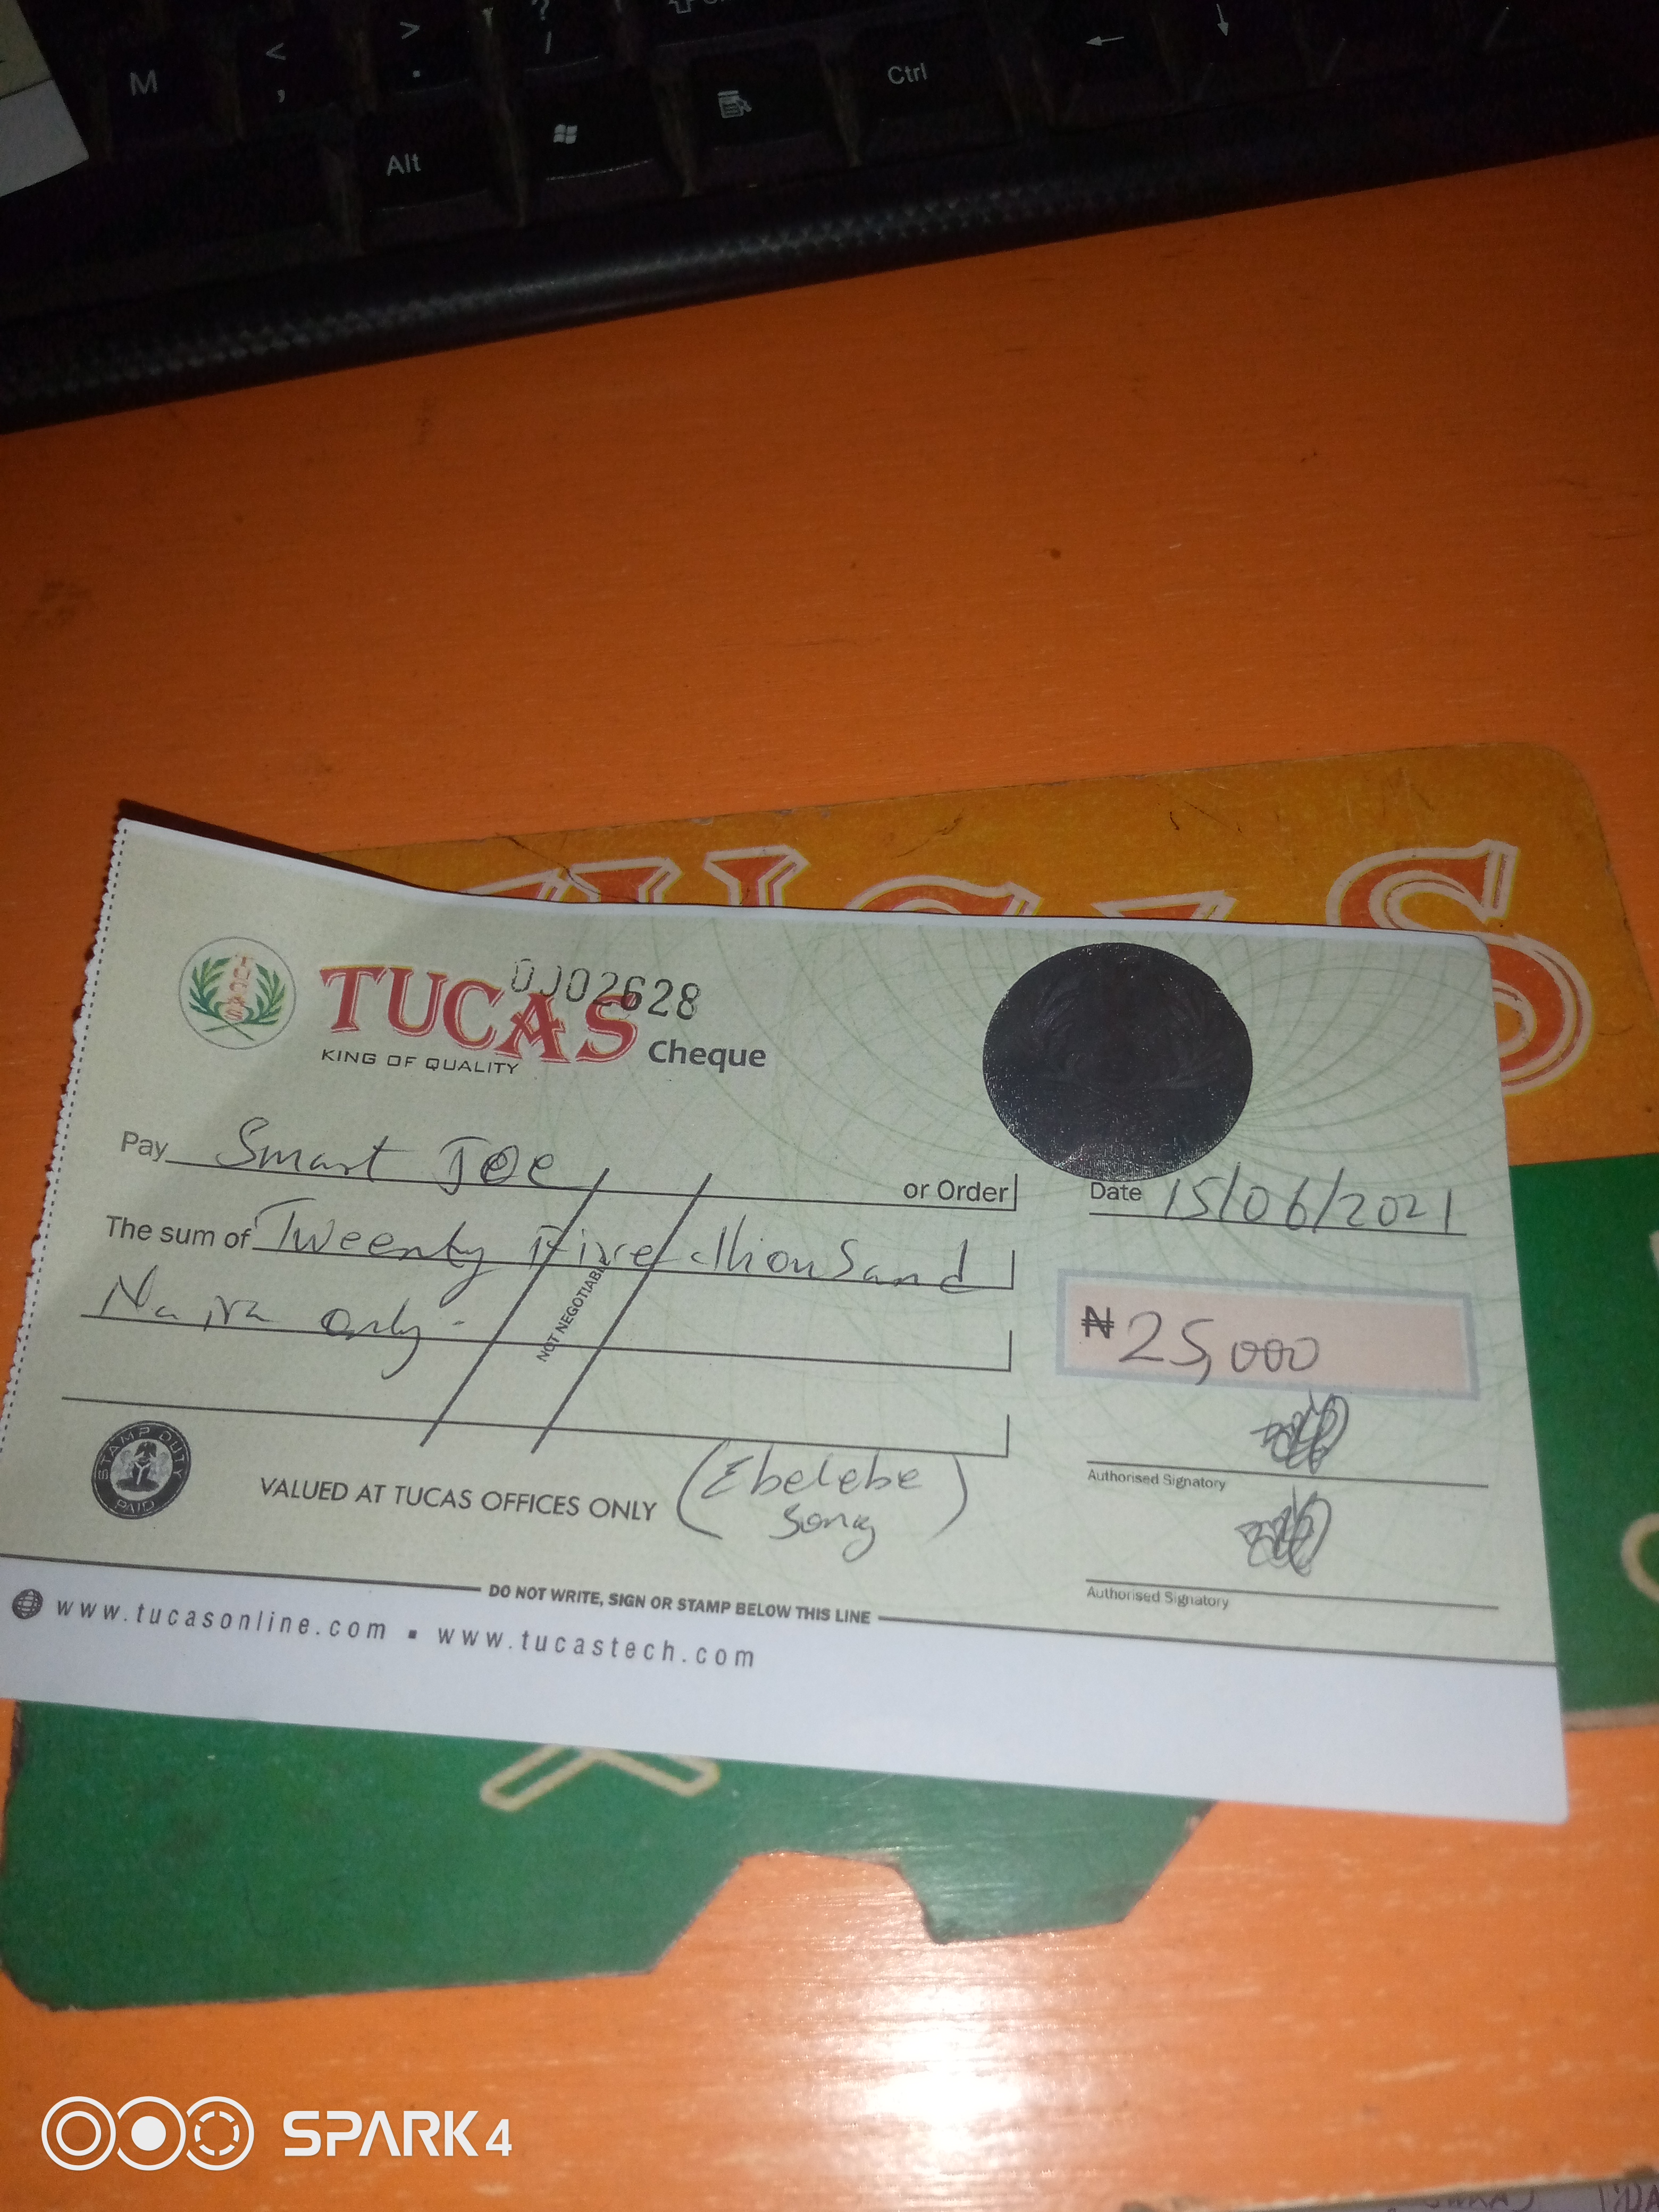 M < , > . ? /
Alt Ctrl
TUCAS
0002628
TUCAS
KING OF QUALITY Cheque
Pay Smart Joe or Order
Date 15/06/2021
The sum of Tweenty Five thousand
Naira only.
NOT NEGOTIABLE
₦ 25,000
STAMP DUTY
PAID
VALUED AT TUCAS OFFICES ONLY (Ebelebe
Song)
Authorised Signatory
Authorised Signatory
DO NOT WRITE, SIGN OR STAMP BELOW THIS LINE
www.tucasonline.com ▪ www.tucastech.com
SPARK 4